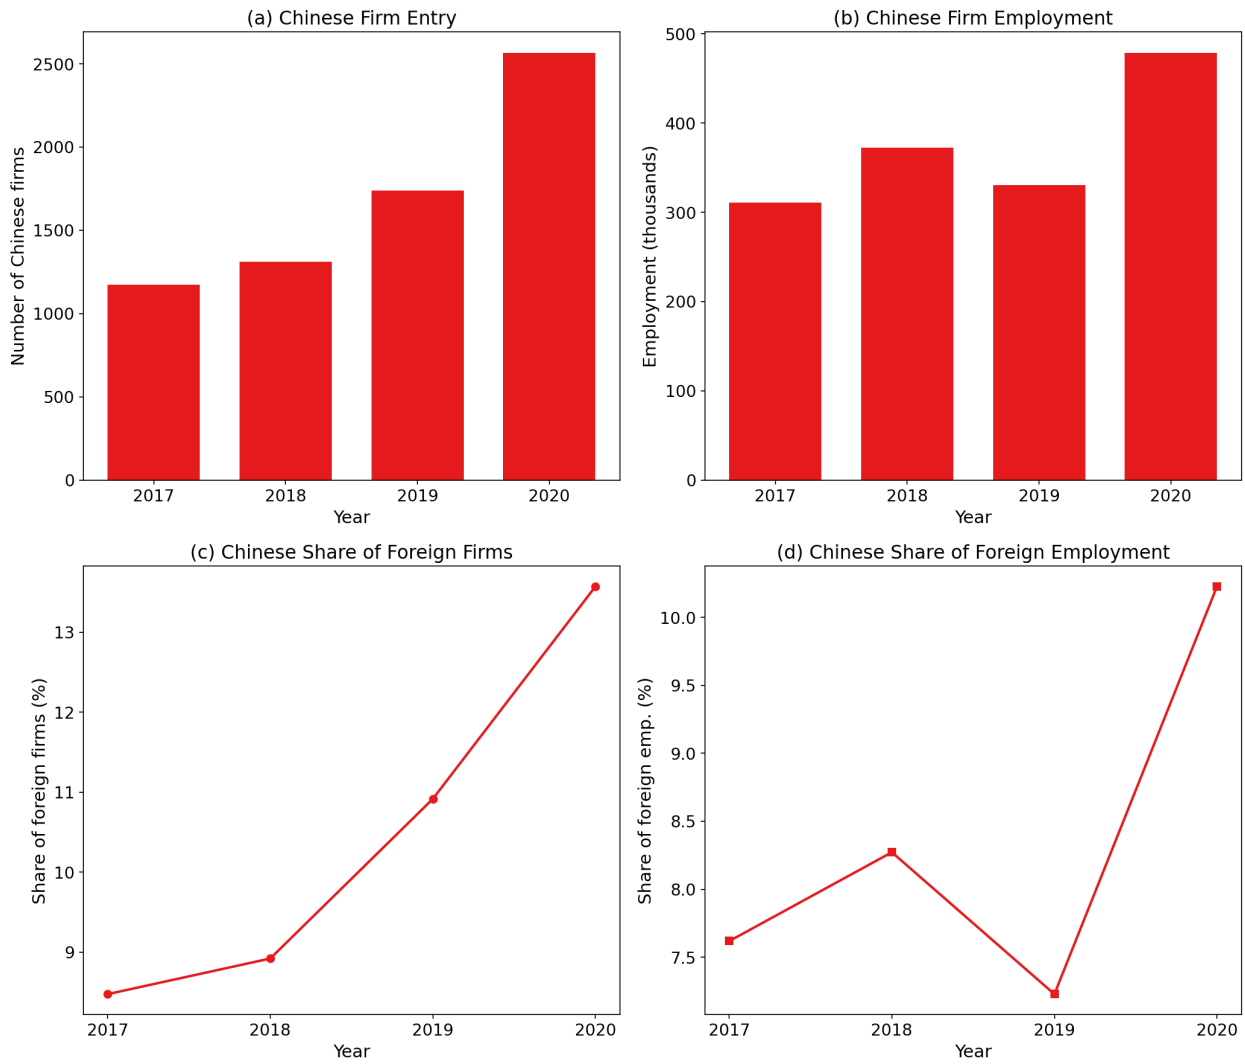 (a) Chinese Firm Entry
Number of Chinese firms
2500
2000
1500
1000
500
0
2017 2018 2019 2020
Year
(b) Chinese Firm Employment
Employment (thousands)
500
400
300
200
100
0
2017 2018 2019 2020
Year
(c) Chinese Share of Foreign Firms
Share of foreign firms (%)
13
12
11
10
9
2017 2018 2019 2020
Year
(d) Chinese Share of Foreign Employment
Share of foreign emp. (%)
10.0
9.5
9.0
8.5
8.0
7.5
2017 2018 2019 2020
Year